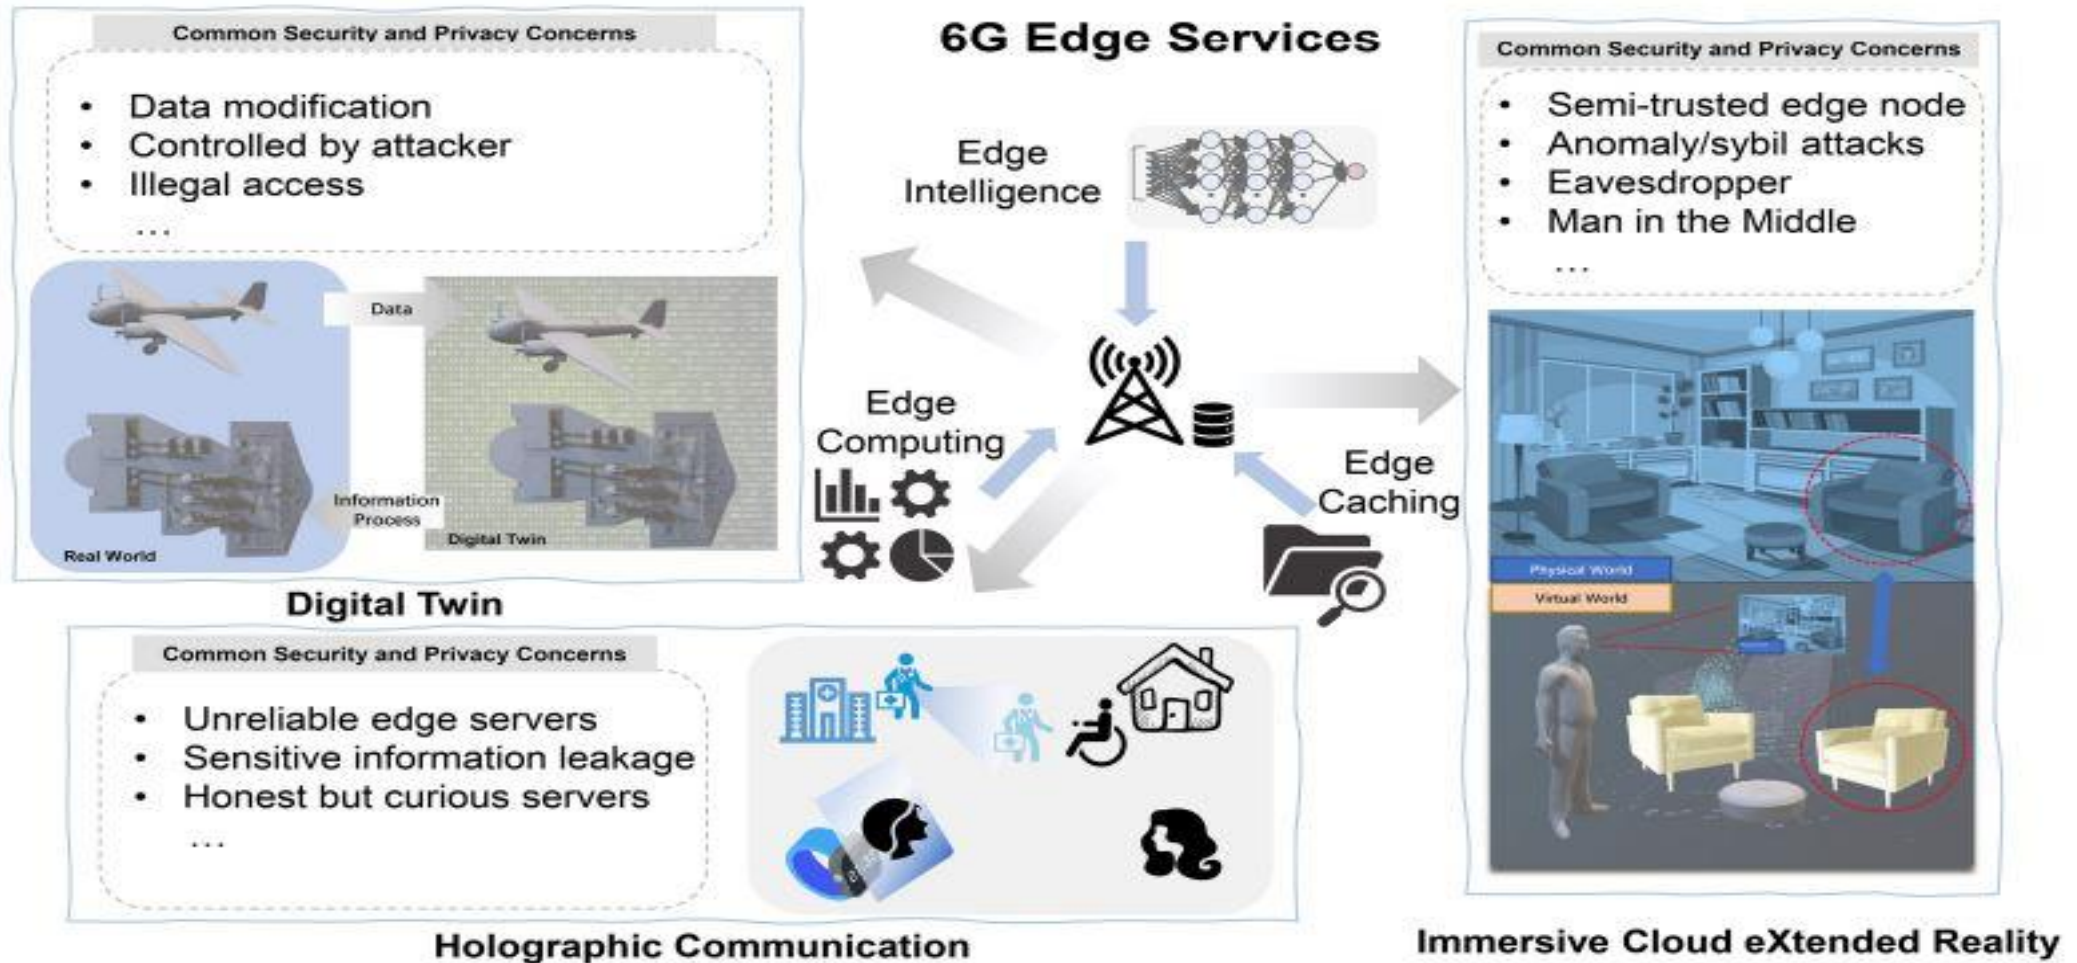 6G Edge Services
Common Security and Privacy Concerns
• Data modification
• Controlled by attacker
• Illegal access
...
Data
Information
Process
Real World
Digital Twin
Digital Twin
Edge
Intelligence
Edge
Computing
Edge
Caching
Common Security and Privacy Concerns
• Semi-trusted edge node
• Anomaly/sybil attacks
• Eavesdropper
• Man in the Middle
...
Physical World
Virtual World
Immersive Cloud eXtended Reality
Common Security and Privacy Concerns
• Unreliable edge servers
• Sensitive information leakage
• Honest but curious servers
...
Holographic Communication